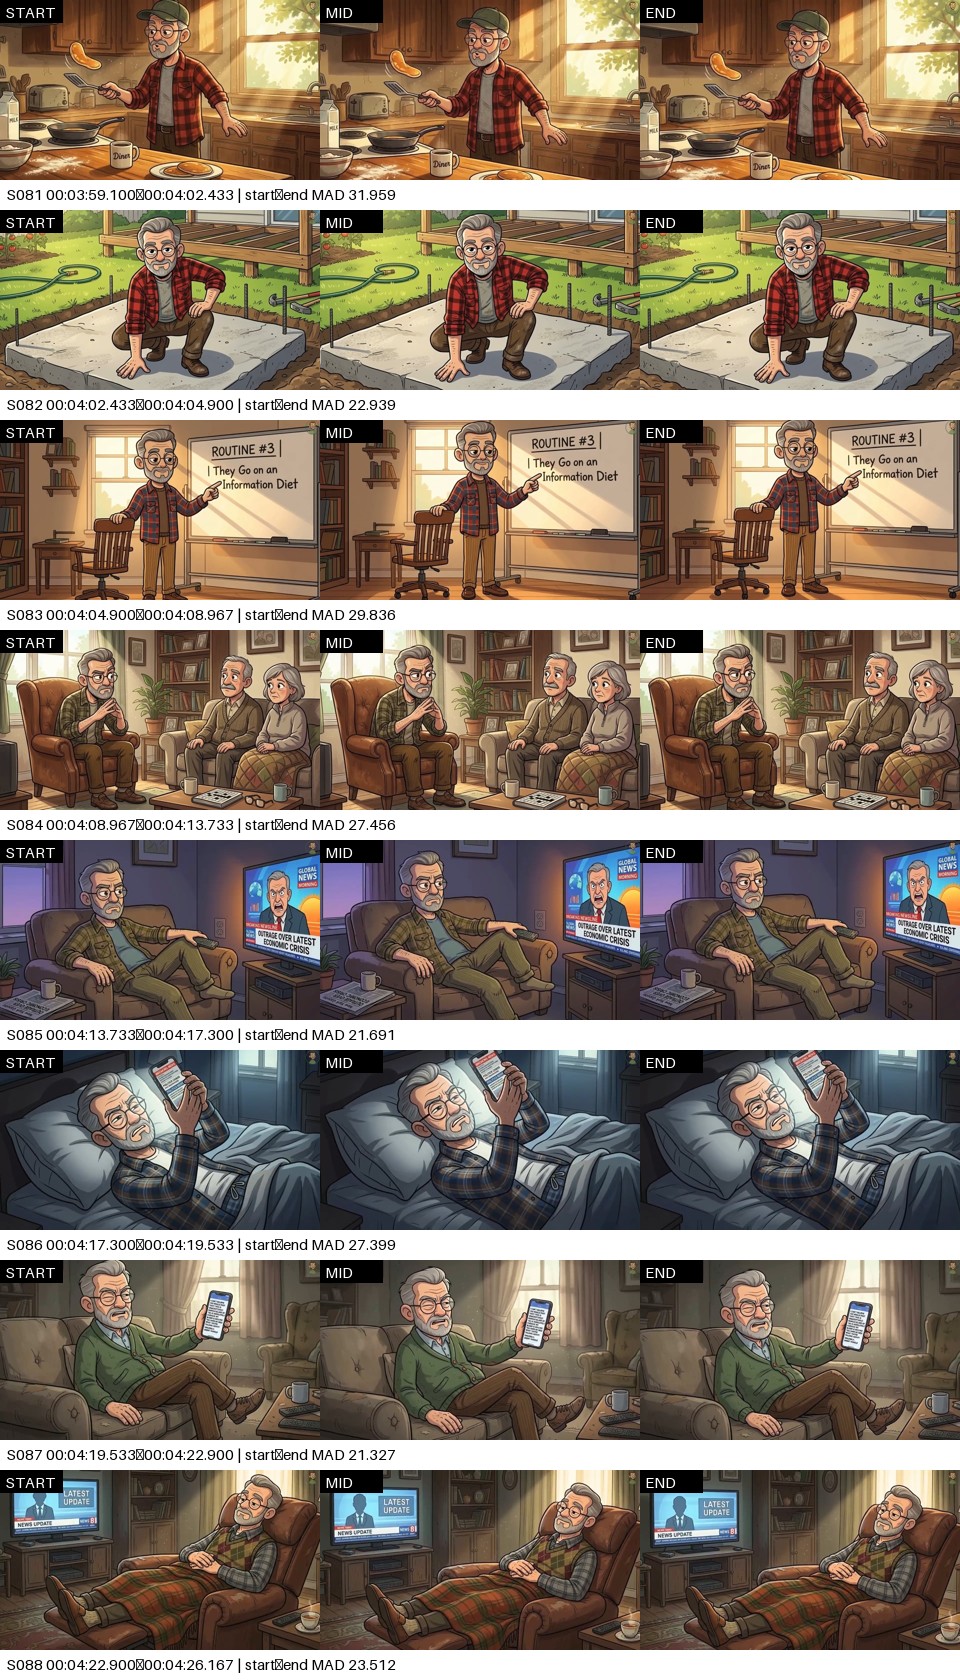 START
MID
END
MILK
Diner
Diner
Diner
S081 00:03:59.100▯00:04:02.433 | start▯end MAD 31.959
START
MID
END
S082 00:04:02.433▯00:04:04.900 | start▯end MAD 22.939
START
MID
END
ROUTINE #3 |
| They Go on an
Information Diet
ROUTINE #3 |
| They Go on an
Information Diet
ROUTINE #3 |
| They Go on an
Information Diet
S083 00:04:04.900▯00:04:08.967 | start▯end MAD 29.836
START
MID
END
S084 00:04:08.967▯00:04:13.733 | start▯end MAD 27.456
START
MID
END
GLOBAL
NEWS
MORNING
OUTRAGE OVER LATEST
ECONOMIC CRISIS
GLOBAL
NEWS
MORNING
OUTRAGE OVER LATEST
ECONOMIC CRISIS
GLOBAL
NEWS
MORNING
OUTRAGE OVER LATEST
ECONOMIC CRISIS
S085 00:04:13.733▯00:04:17.300 | start▯end MAD 21.691
START
MID
END
S086 00:04:17.300▯00:04:19.533 | start▯end MAD 27.399
START
MID
END
S087 00:04:19.533▯00:04:22.900 | start▯end MAD 21.327
START
MID
END
LATEST
UPDATE
NEWS UPDATE
LATEST
UPDATE
NEWS UPDATE
LATEST
UPDATE
NEWS UPDATE
S088 00:04:22.900▯00:04:26.167 | start▯end MAD 23.512